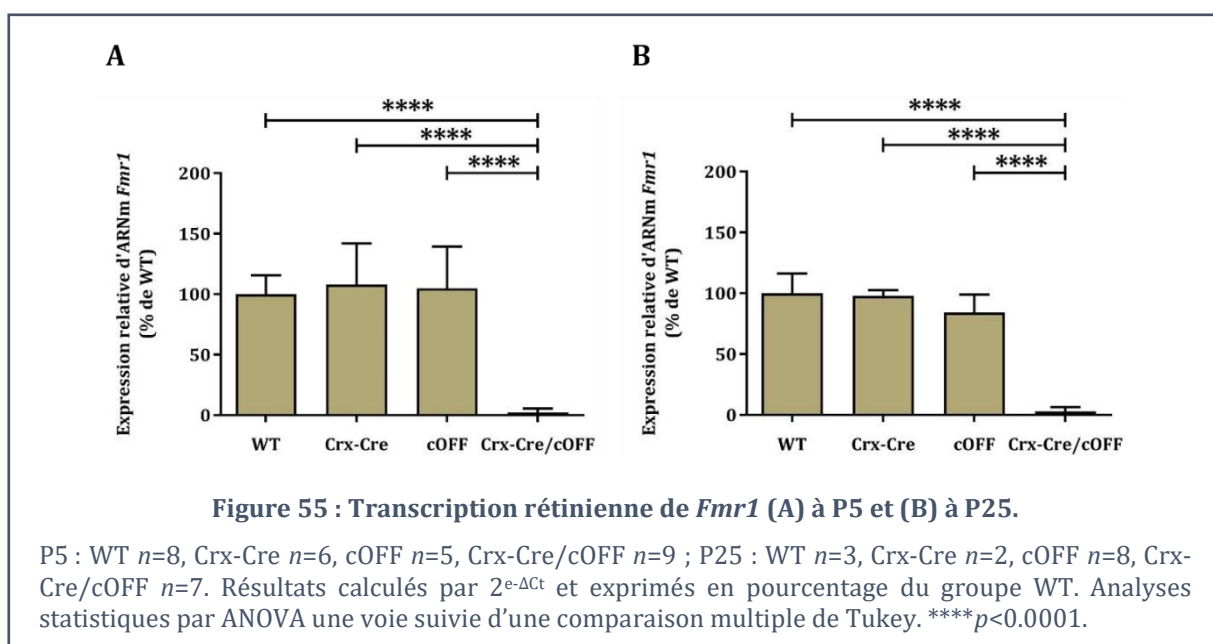 A
B
****
****
****
****
****
****
Expression relative d'ARNm Fmr1
(% de WT)
200
150
100
50
0
WT
Crx-Cre
cOFF
Crx-Cre/cOFF
Expression relative d'ARNm Fmr1
(% de WT)
200
150
100
50
0
WT
Crx-Cre
cOFF
Crx-Cre/cOFF
Figure 55 : Transcription rétinienne de Fmr1 (A) à P5 et (B) à P25.
P5 : WT n=8, Crx-Cre n=6, cOFF n=5, Crx-Cre/cOFF n=9 ; P25 : WT n=3, Crx-Cre n=2, cOFF n=8, Crx-
Cre/cOFF n=7. Résultats calculés par 2e-ΔCt et exprimés en pourcentage du groupe WT. Analyses
statistiques par ANOVA une voie suivie d'une comparaison multiple de Tukey. ****p<0.0001.